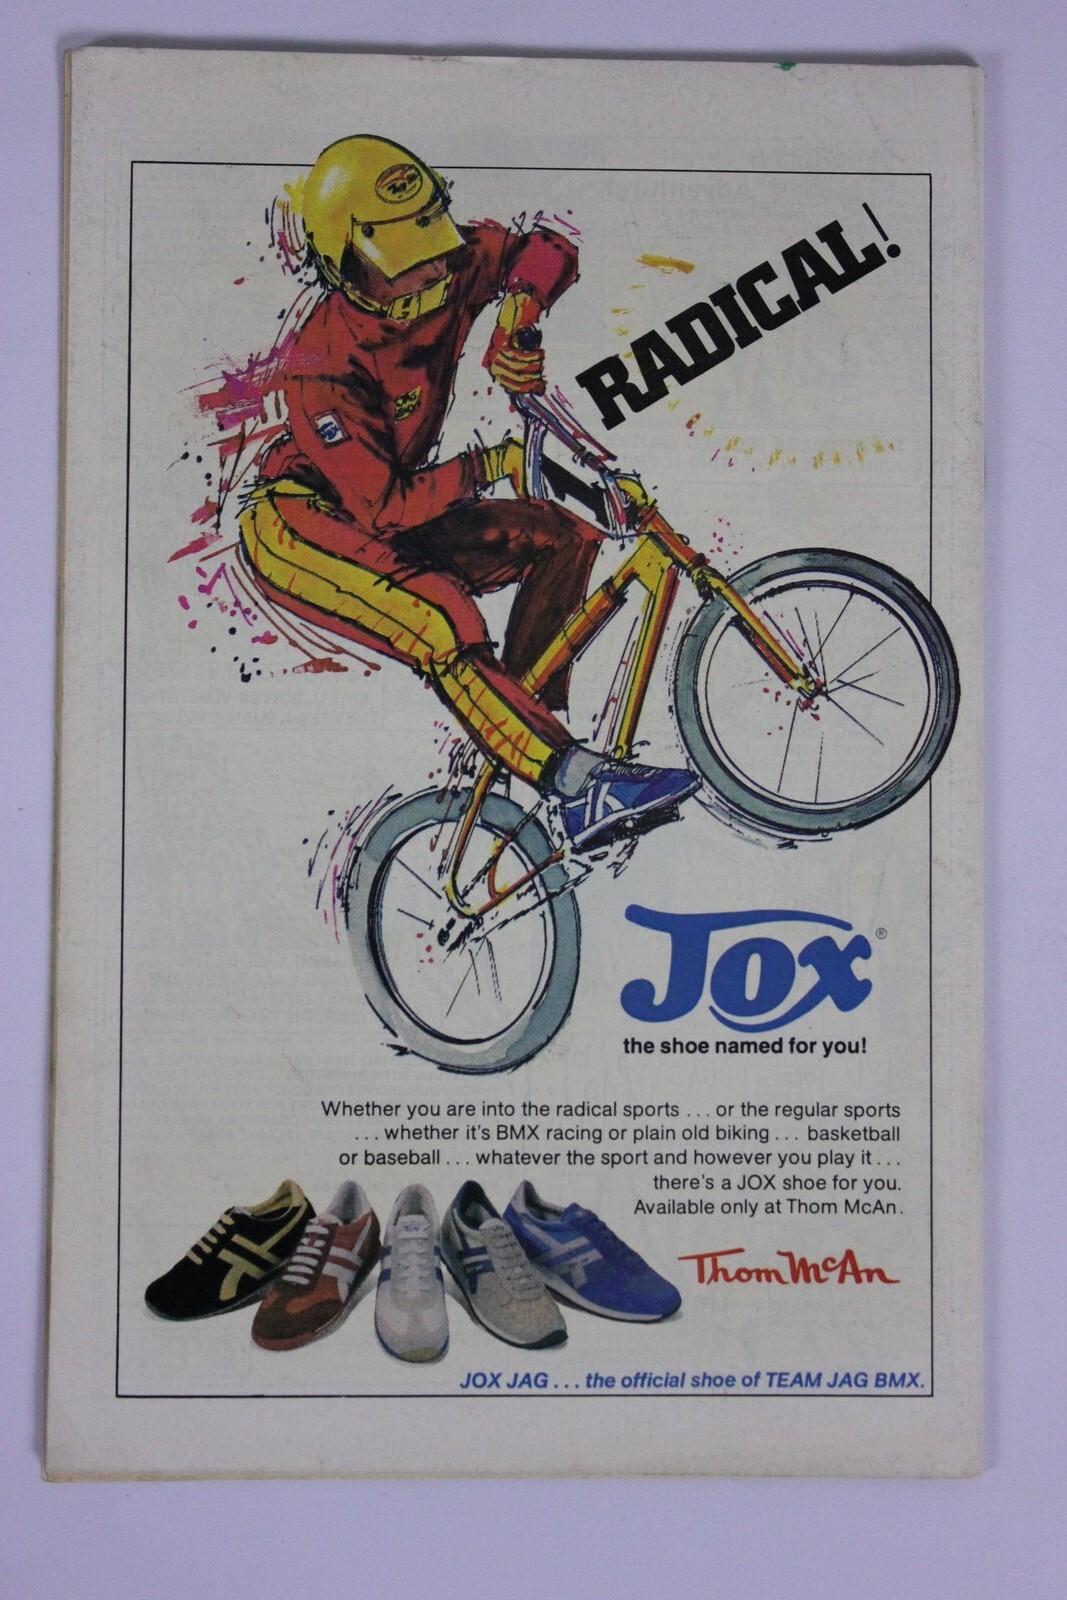 RADICAL!
Jox®
the shoe named for you!
Whether you are into the radical sports . . . or the regular sports
. . . whether it's BMX racing or plain old biking . . . basketball
or baseball . . . whatever the sport and however you play it . . .
there's a JOX shoe for you.
Available only at Thom McAn.
Thom McAn
JOX JAG . . . the official shoe of TEAM JAG BMX.